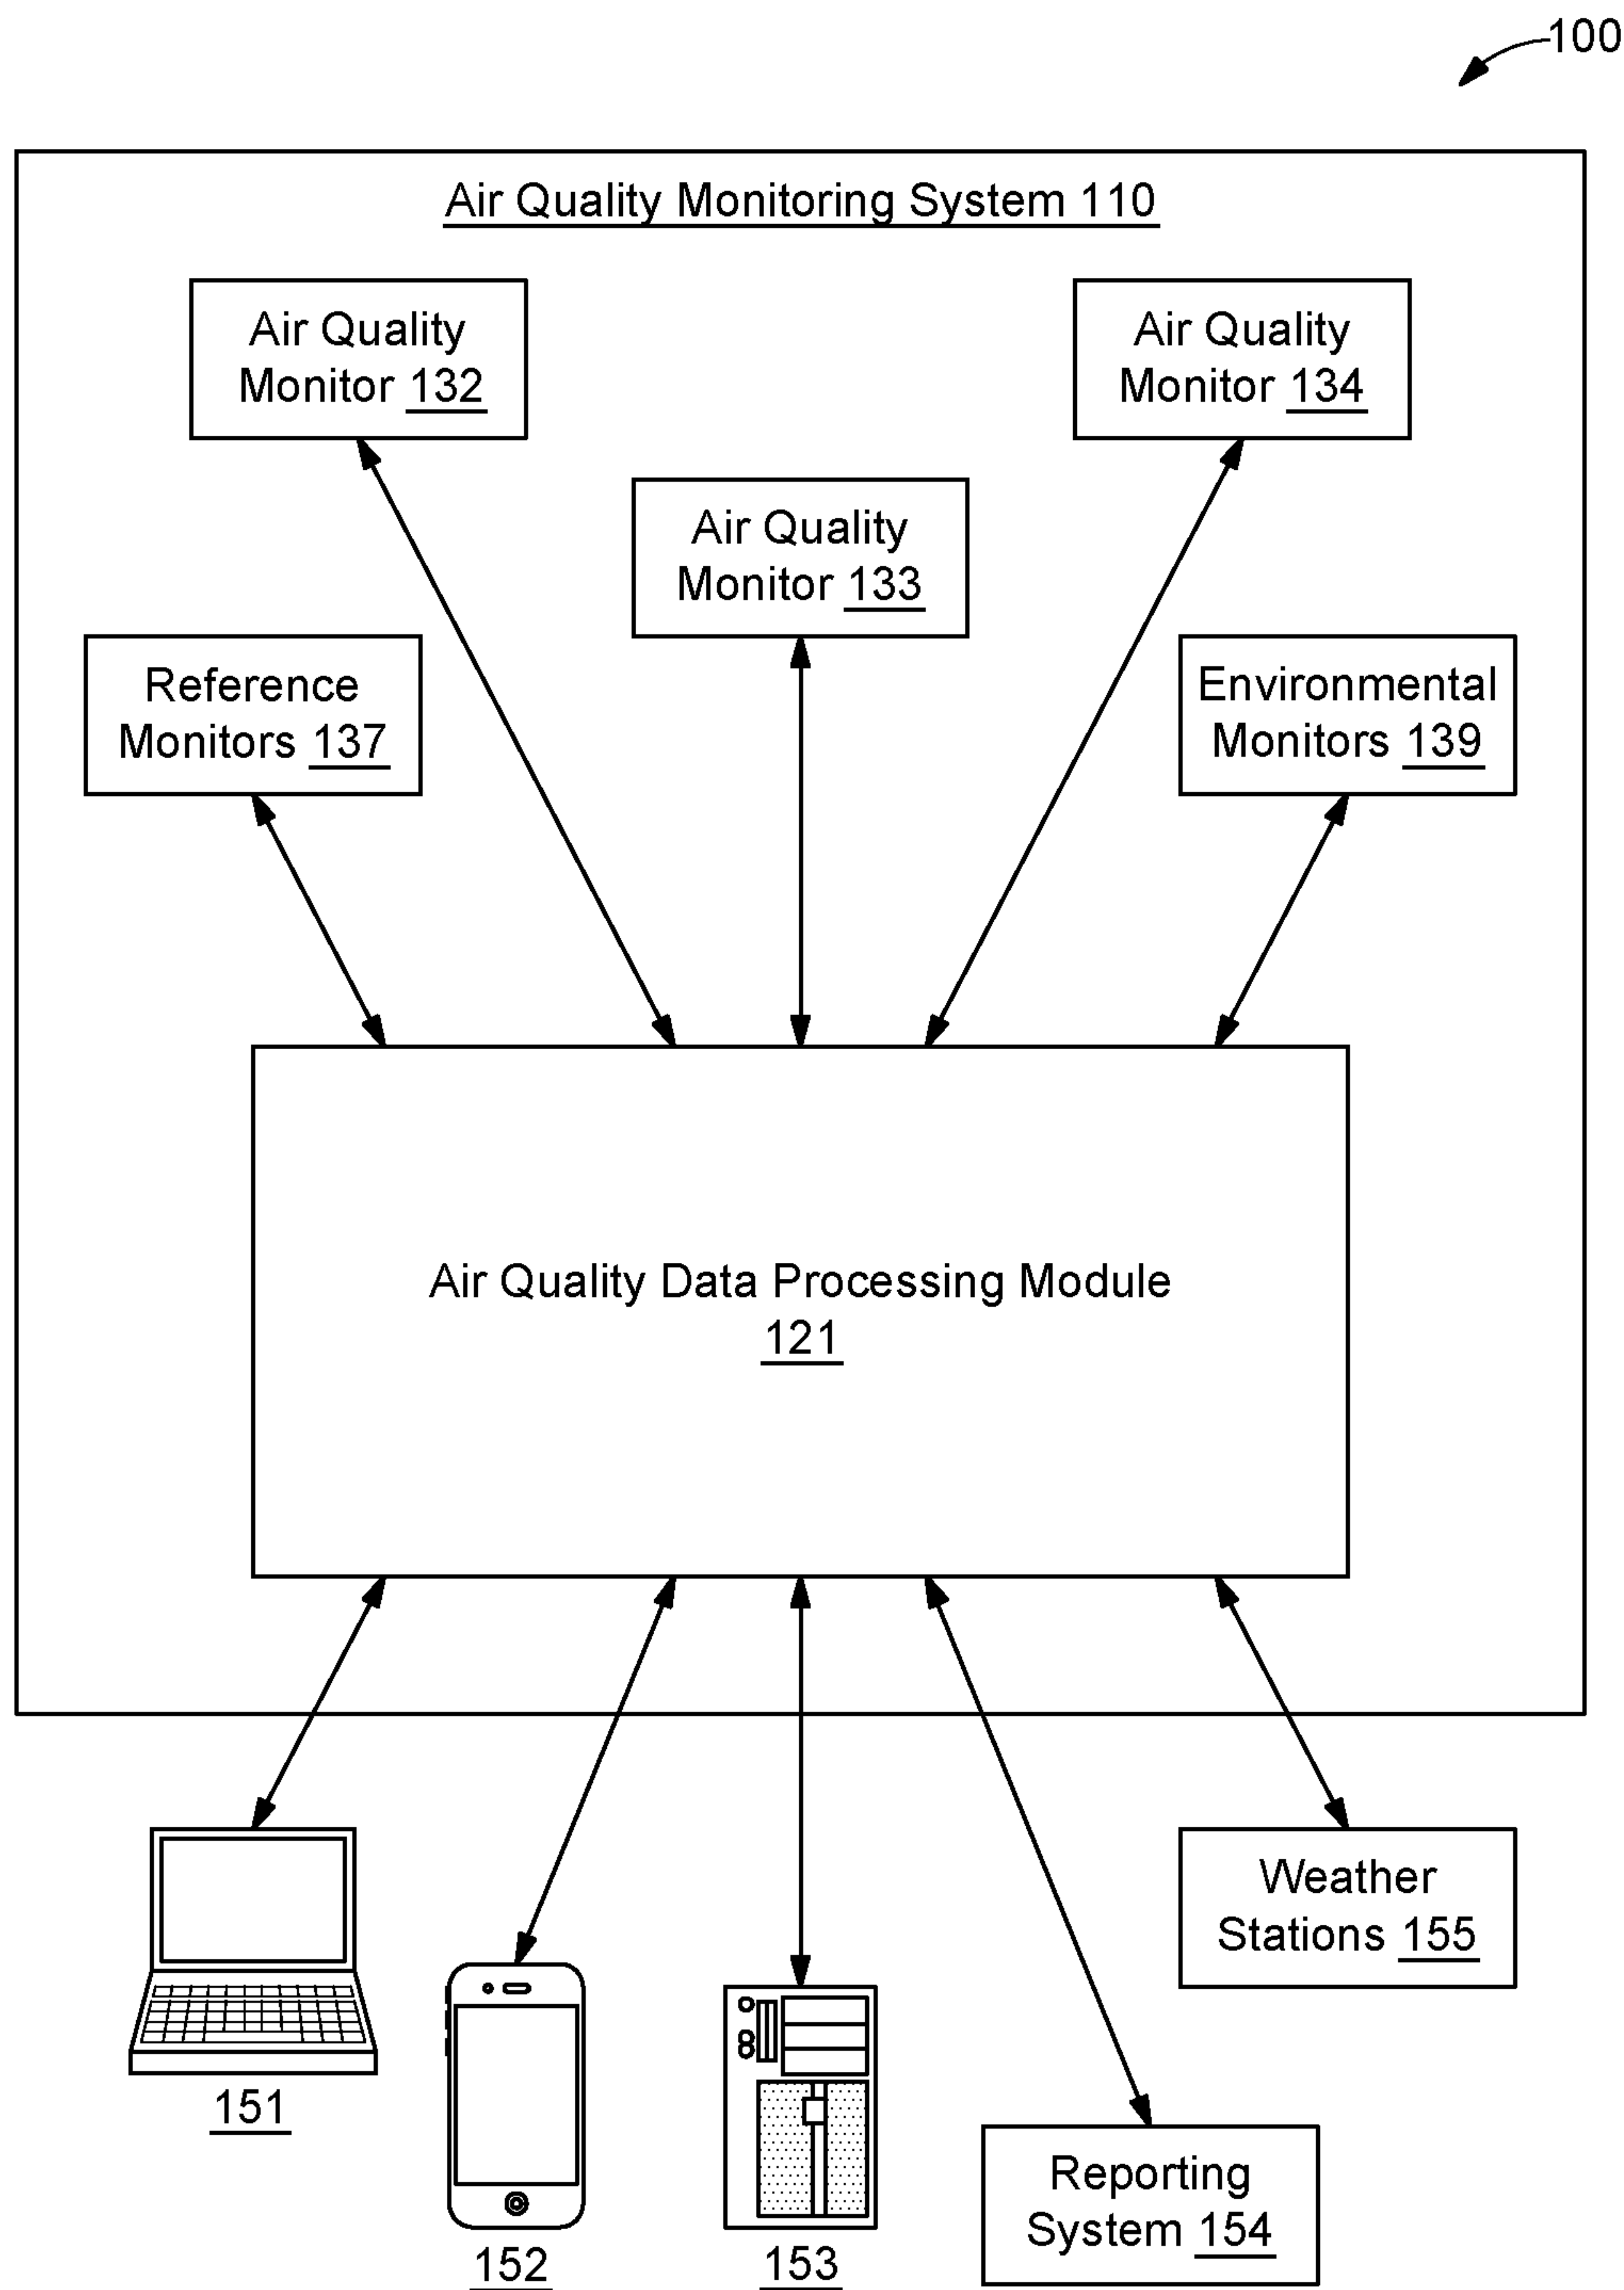 100
Air Quality Monitoring System 110
Air Quality
Monitor 132
Air Quality
Monitor 134
Air Quality
Monitor 133
Reference
Monitors 137
Environmental
Monitors 139
Air Quality Data Processing Module
121
Weather
Stations 155
151
Reporting
System 154
152
153